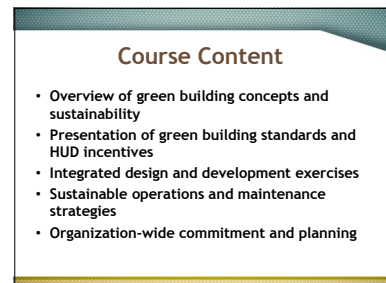 Course Content
• Overview of green building concepts and
sustainability
• Presentation of green building standards and
HUD incentives
• Integrated design and development exercises
• Sustainable operations and maintenance
strategies
• Organization-wide commitment and planning